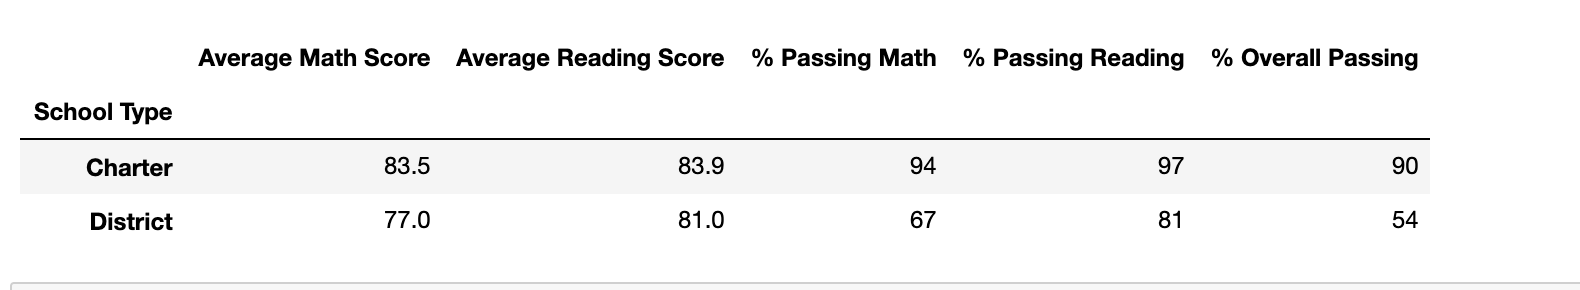 Average Math Score Average Reading Score % Passing Math % Passing Reading % Overall Passing
School Type
Charter 83.5 83.9 94 97 90
District 77.0 81.0 67 81 54